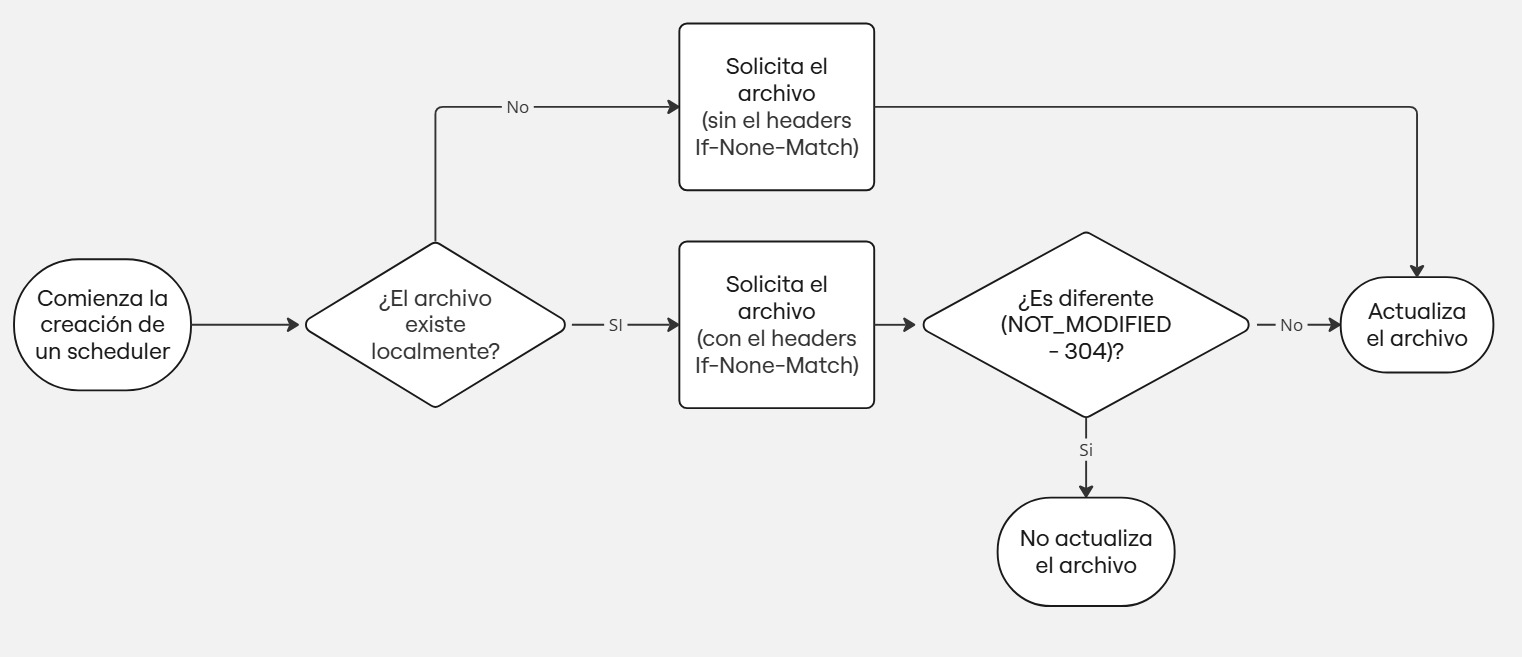 Solicita el
archivo
(sin el headers
If-None-Match)
No
Comienza la
creación de
un scheduler
¿El archivo
existe
localmente?
SI
Solicita el
archivo
(con el headers
If-None-Match)
¿Es diferente
(NOT_MODIFIED
- 304)?
No
Actualiza
el archivo
Si
No actualiza
el archivo